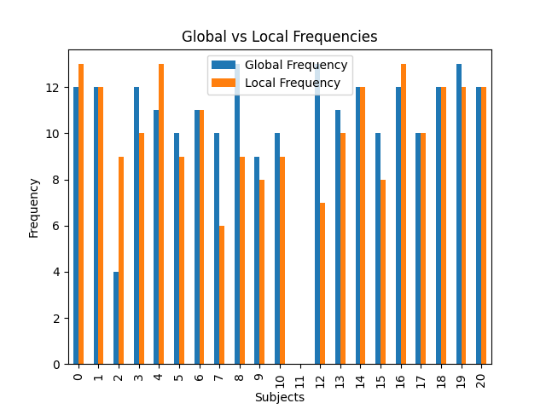 Global vs Local Frequencies
Global Frequency
Local Frequency
12
10
8
6
4
2
0
Frequency
0 1 2 3 4 5 6 7 8 9 10 11 12 13 14 15 16 17 18 19 20
Subjects